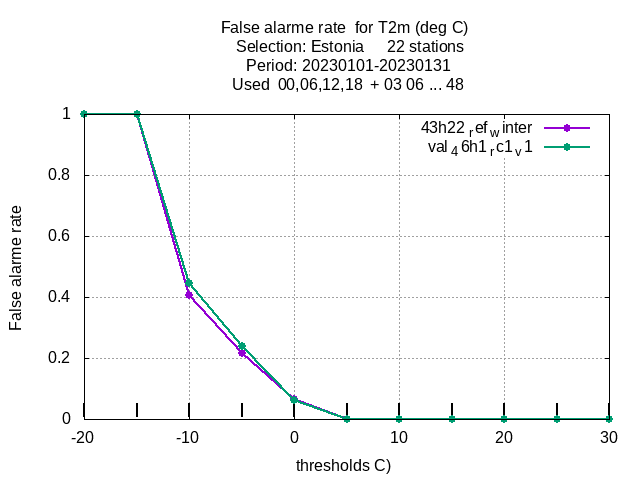 False alarme rate  for T2m (deg C)
Selection: Estonia     22 stations
Period: 20230101-20230131
Used  00,06,12,18  + 03 06 ... 48
43h22refwinter
val46h1rc1v1
1
0.8
0.6
0.4
0.2
0
False alarme rate
-20 -10 0 10 20 30
thresholds C)